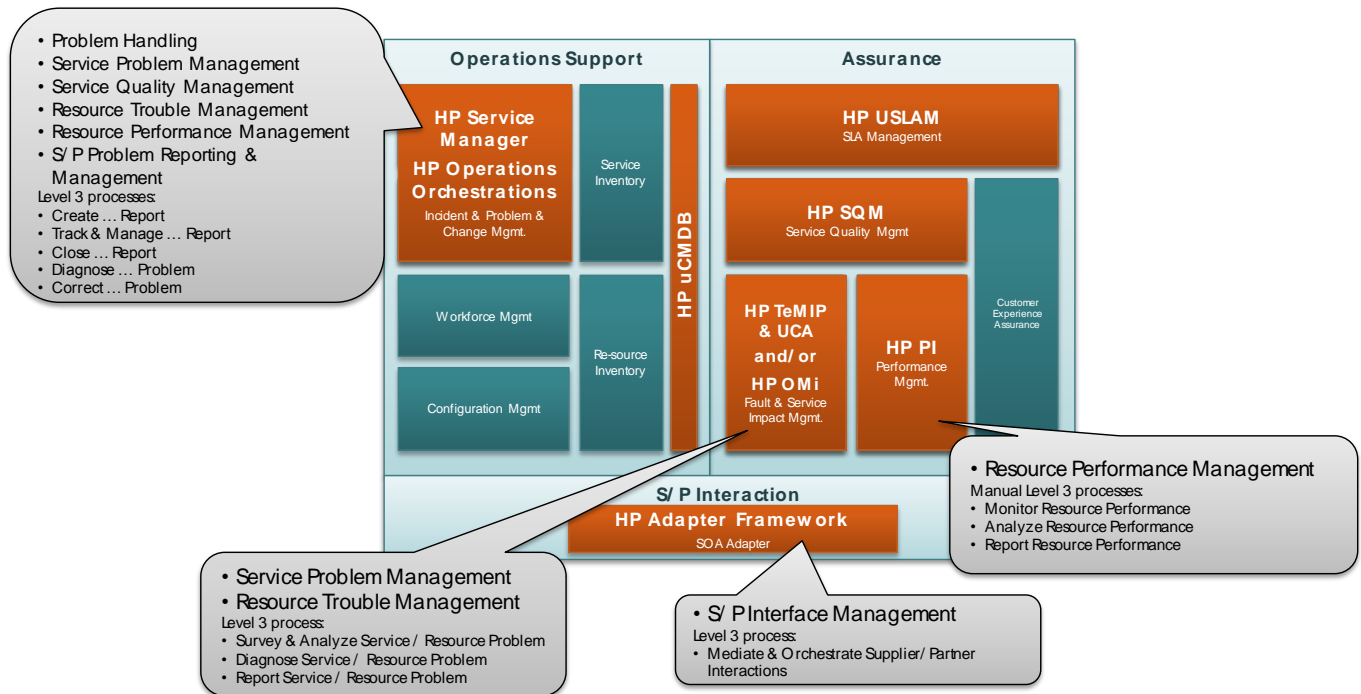 • Problem Handling
• Service Problem Management
• Service Quality Management
• Resource Trouble Management
• Resource Performance Management
• S/P Problem Reporting &
Management
Level 3 processes:
• Create … Report
• Track & Manage … Report
• Close … Report
• Diagnose … Problem
• Correct … Problem
Operations Support
HP Service
Manager
HP Operations
Orchestrations
Incident & Problem &
Change Mgmt.
Service
Inventory
HP uCMDB
Workforce Mgmt
Configuration Mgmt
Re-source
Inventory
Assurance
HP USLAM
SLA Management
HP SQM
Service Quality Mgmt
HP TeMIP
& UCA
and/or
HP OMi
Fault & Service
Impact Mgmt.
HP PI
Performance
Mgmt.
Customer
Experience
Assurance
S/P Interaction
HP Adapter Framework
SOA Adapter
• Resource Performance Management
Manual Level 3 processes:
• Monitor Resource Performance
• Analyze Resource Performance
• Report Resource Performance
• Service Problem Management
• Resource Trouble Management
Level 3 process:
• Survey & Analyze Service / Resource Problem
• Diagnose Service / Resource Problem
• Report Service / Resource Problem
• S/P Interface Management
Level 3 process:
• Mediate & Orchestrate Supplier/Partner
Interactions